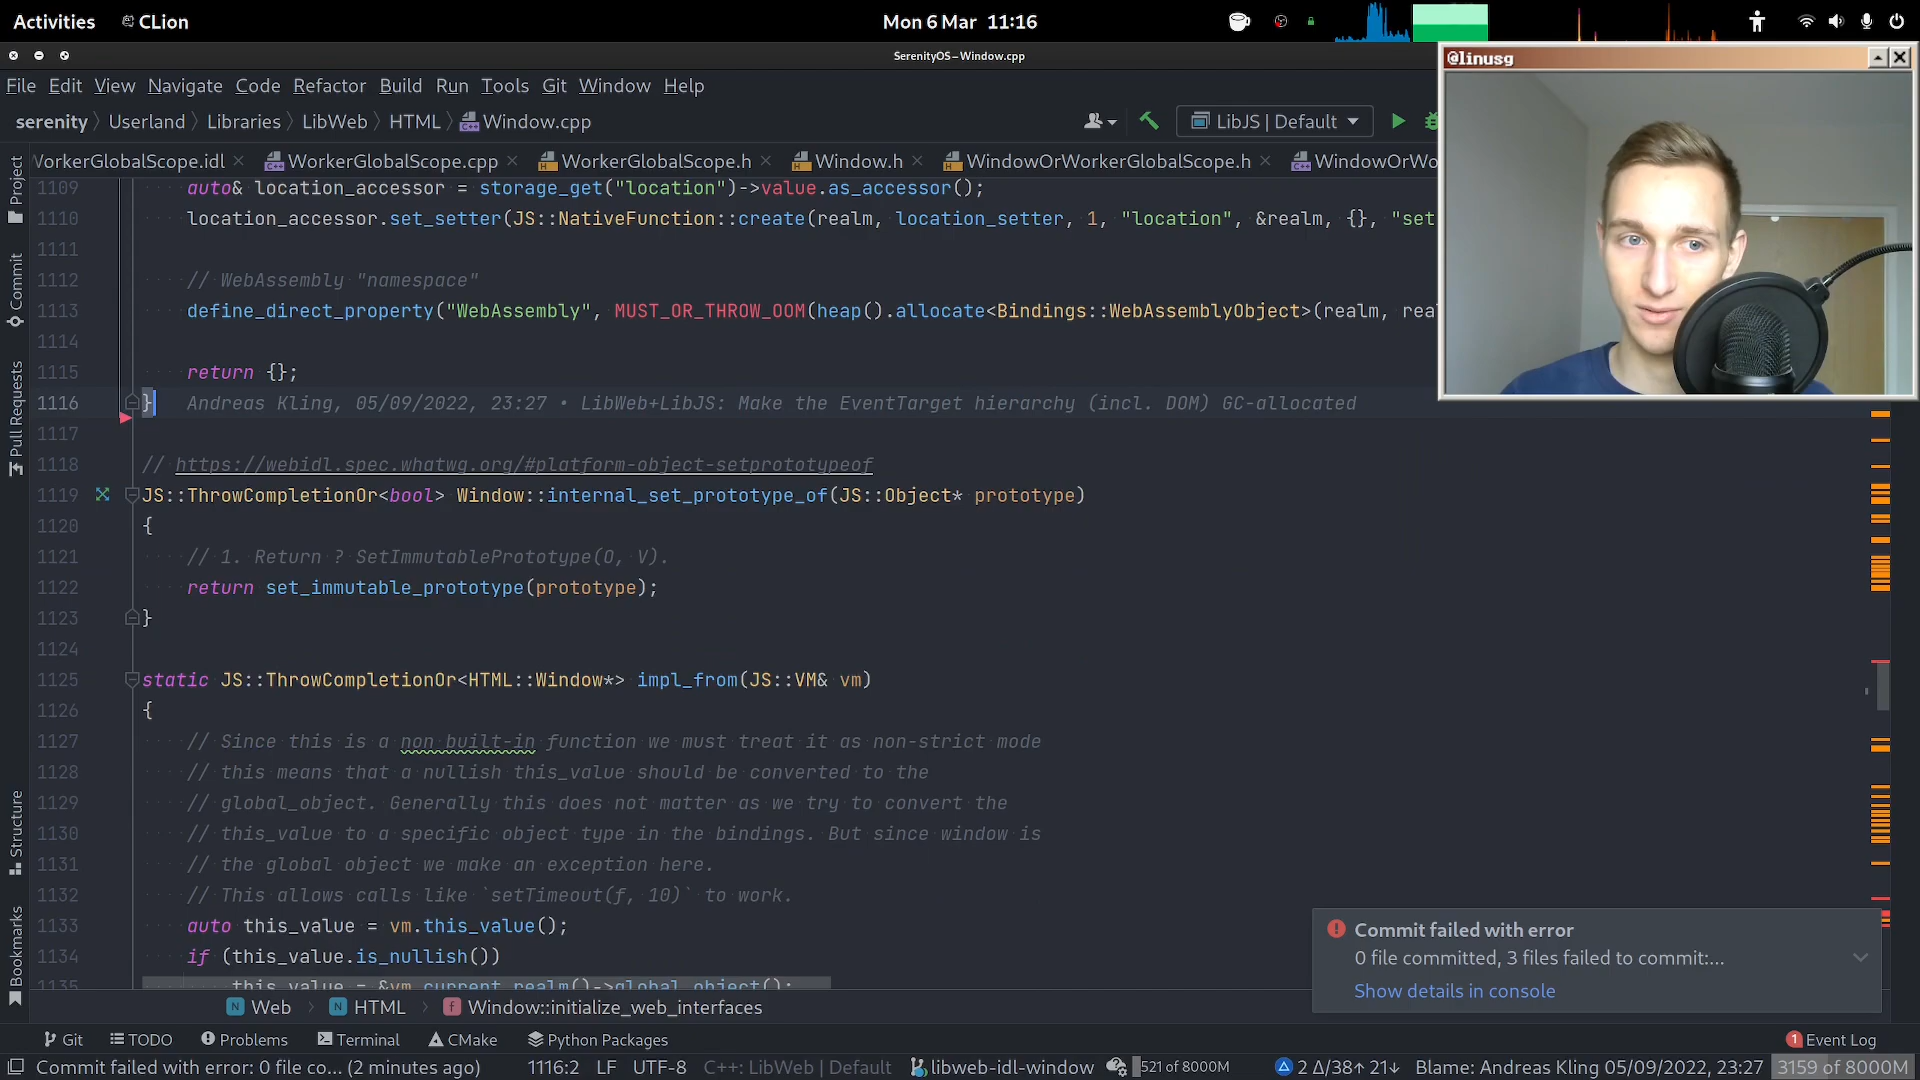 Activities CLion Mon 6 Mar 11:16
SerenityOS – Window.cpp
@linusg
File Edit View Navigate Code Refactor Build Run Tools Git Window Help
serenity Userland Libraries LibWeb HTML Window.cpp LibJS | Default
WorkerGlobalScope.idl WorkerGlobalScope.cpp WorkerGlobalScope.h Window.h WindowOrWorkerGlobalScope.h WindowOrWo
Project
Commit
Pull Requests
Structure
Bookmarks
1109 auto& location_accessor = storage_get("location")->value.as_accessor();
1110 location_accessor.set_setter(JS::NativeFunction::create(realm, location_setter, 1, "location", &realm, {}, "set
1111
1112 // WebAssembly "namespace"
1113 define_direct_property("WebAssembly", MUST_OR_THROW_OOM(heap().allocate<Bindings::WebAssemblyObject>(realm, rea
1114
1115 return {};
1116 } Andreas Kling, 05/09/2022, 23:27 • LibWeb+LibJS: Make the EventTarget hierarchy (incl. DOM) GC-allocated
1117
1118 // https://webidl.spec.whatwg.org/#platform-object-setprototypeof
1119 JS::ThrowCompletionOr<bool> Window::internal_set_prototype_of(JS::Object* prototype)
1120 {
1121 // 1. Return ? SetImmutablePrototype(O, V).
1122 return set_immutable_prototype(prototype);
1123 }
1124
1125 static JS::ThrowCompletionOr<HTML::Window*> impl_from(JS::VM& vm)
1126 {
1127 // Since this is a non built-in function we must treat it as non-strict mode
1128 // this means that a nullish this_value should be converted to the
1129 // global_object. Generally this does not matter as we try to convert the
1130 // this_value to a specific object type in the bindings. But since window is
1131 // the global object we make an exception here.
1132 // This allows calls like `setTimeout(f, 10)` to work.
1133 auto this_value = vm.this_value();
1134 if (this_value.is_nullish())
1135 this_value = &vm.current_realm()->global_object();
Commit failed with error
0 file committed, 3 files failed to commit:...
Show details in console
Web HTML Window::initialize_web_interfaces
Git TODO Problems Terminal CMake Python Packages 1 Event Log
Commit failed with error: 0 file co... (2 minutes ago) 1116:2 LF UTF-8 C++: LibWeb | Default libweb-idl-window 521 of 8000M 2 Δ/38↑ 21↓ Blame: Andreas Kling 05/09/2022, 23:27 3159 of 8000M